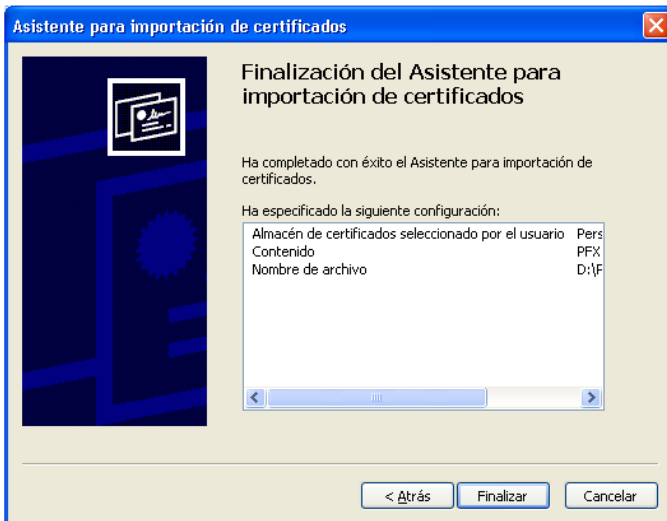 Asistente para importación de certificados
Finalización del Asistente para
importación de certificados
Ha completado con éxito el Asistente para importación de
certificados.
Ha especificado la siguiente configuración:
Almacén de certificados seleccionado por el usuario Pers
Contenido PFX
Nombre de archivo D:\F
< Atrás Finalizar Cancelar